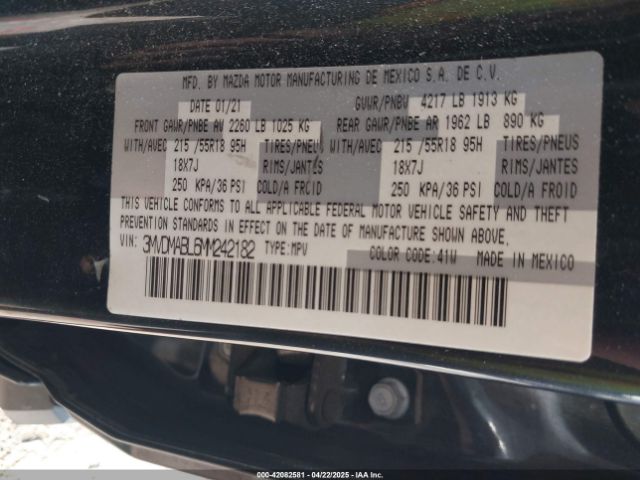 MFD. BY MAZDA MOTOR MANUFACTURING DE MEXICO S.A. DE C.V.
DATE 01/21 GVWR/PNBV 4217 LB 1913 KG
FRONT GAWR/PNBE AV 2260 LB 1025 KG REAR GAWR/PNBE AR 1962 LB 890 KG
WITH/AVEC 215 /55R18 95H TIRES/PNEUS WITH/AVEC 215 /55R18 95H TIRES/PNEUS
18X7J RIMS/JANTES 18X7J RIMS/JANTES
250 KPA/36 PSI COLD/A FROID 250 KPA/36 PSI COLD/A FROID
THIS VEHICLE CONFORMS TO ALL APPLICABLE FEDERAL MOTOR VEHICLE SAFETY AND THEFT
PREVENTION STANDARDS IN EFFECT ON THE DATE OF MANUFACTURE SHOWN ABOVE.
VIN: 3MVDMABL6MM242182 TYPE: MPV COLOR CODE: 41W MADE IN MEXICO
000-42082581 - 04/22/2025 - Copyright © 2025 IAA, Inc. All Rights Reserved.